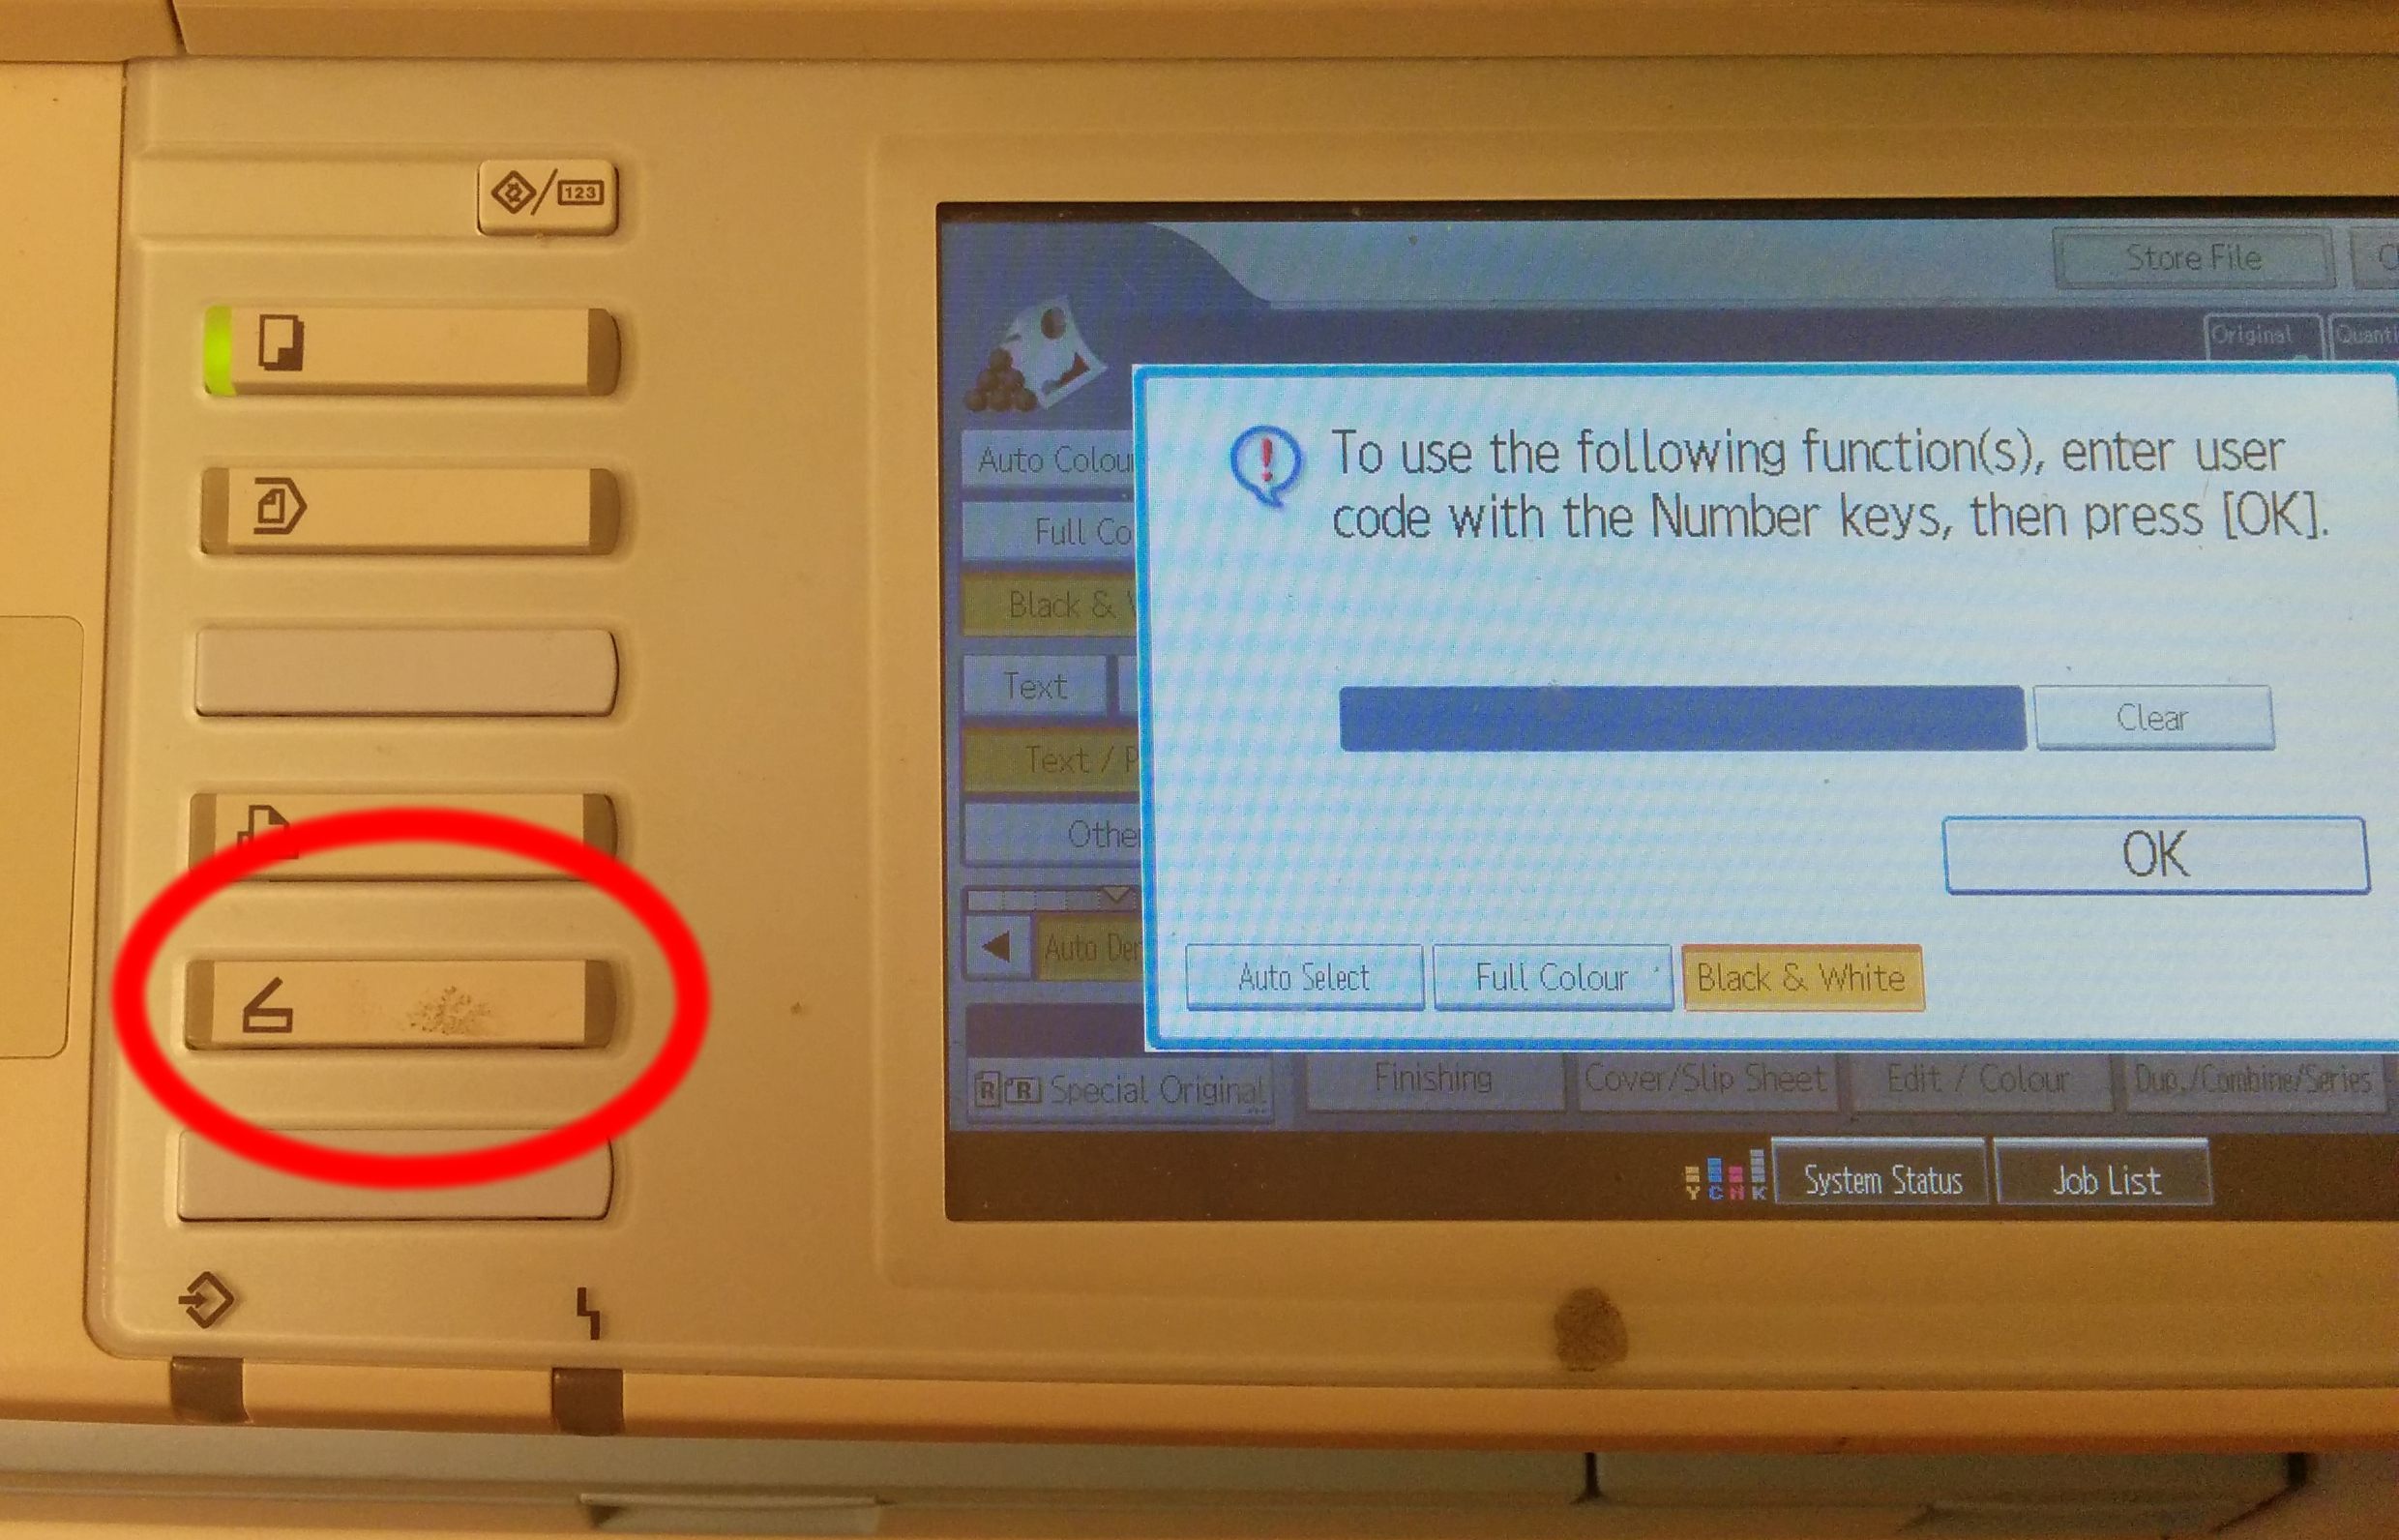 123
Store File
Original
Auto Colou
Full Co
Black &
Text
Text / P
Othe
Auto De
To use the following function(s), enter user
code with the Number keys, then press [OK].
Clear
OK
Auto Select
Full Colour
Black & White
R R Special Original
Finishing
Cover/Slip Sheet
Edit / Colour
Dup./Combine/Series
Y C M K
System Status
Job List